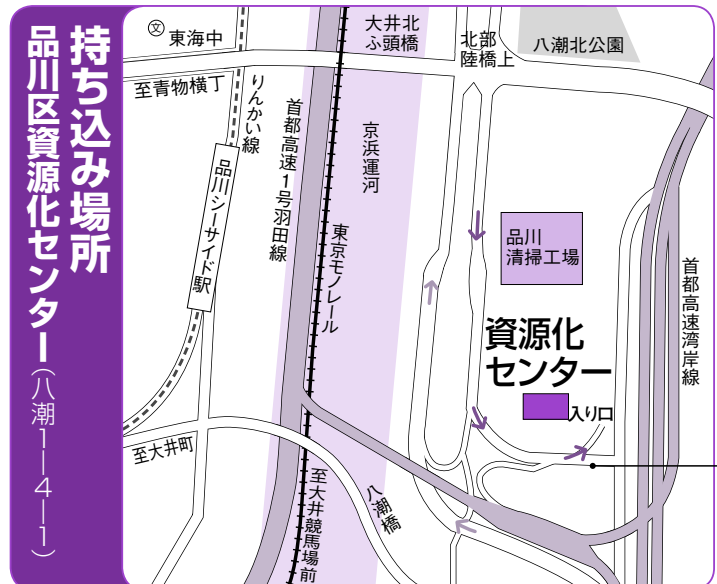 持ち込み場所
品川区資源化センター(八潮1―4―1)
文
東海中
大井北
ふ頭橋
北部
陸橋上
八潮北公園
至青物横丁
りんかい線
首都高速1号羽田線
京浜運河
品川シーサイド駅
東京モノレール
品川
清掃工場
首都高速湾岸線
資源化
センター
入り口
至大井町
八潮橋
至大井競馬場前